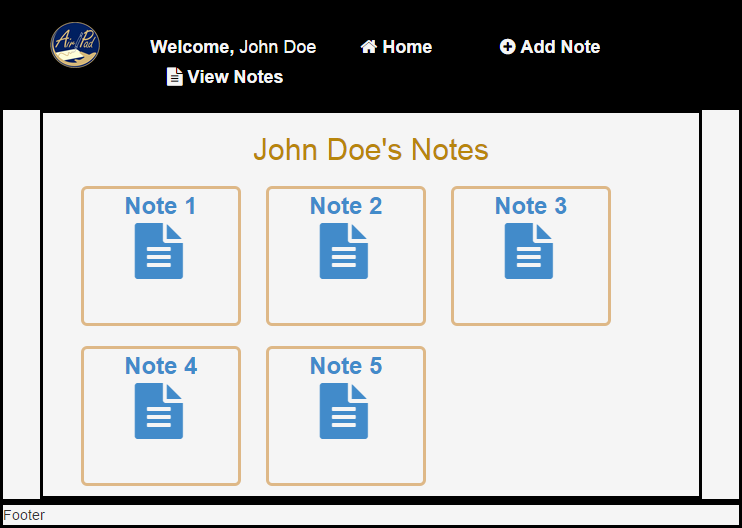 Air Pad
Welcome, John Doe Home Add Note
View Notes
John Doe's Notes
Note 1 Note 2 Note 3
Note 4 Note 5
Footer